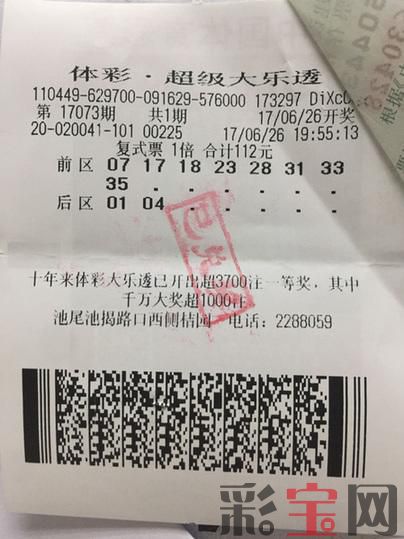 体彩·超级大乐透
110449-629700-091629-576000 173297 DiXcU
第 17073期 共1期 17/06/26开奖
20-020041-101 00225 17/06/26 19:55:13
复式票 1倍 合计112元
前区 07 17 18 23 28 31 33
35
后区 01 04
已兑
十年来体彩大乐透已开出超3700注一等奖，其中
千万大奖超1000注
池尾池揭路口西侧桔园 电话：2288059
彩宝网